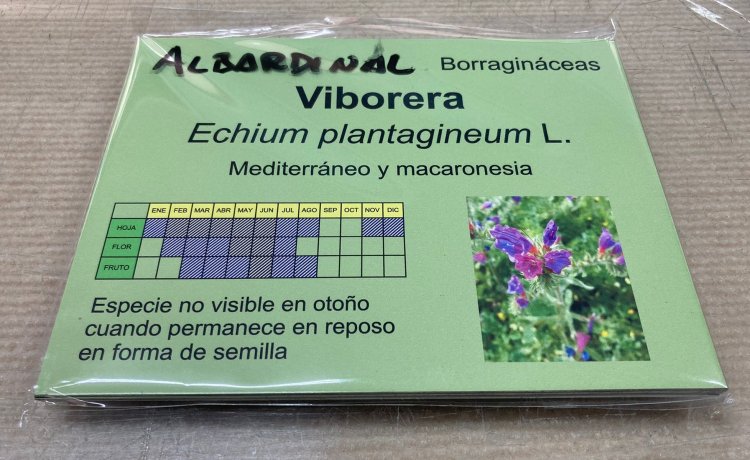 ALBARDINAL Borragináceas
Viborera
Echium plantagineum L.
Mediterráneo y macaronesia
ENE FEB MAR ABR MAY JUN JUL AGO SEP OCT NOV DIC
HOJA
FLOR
FRUTO
Especie no visible en otoño
cuando permanece en reposo
en forma de semilla